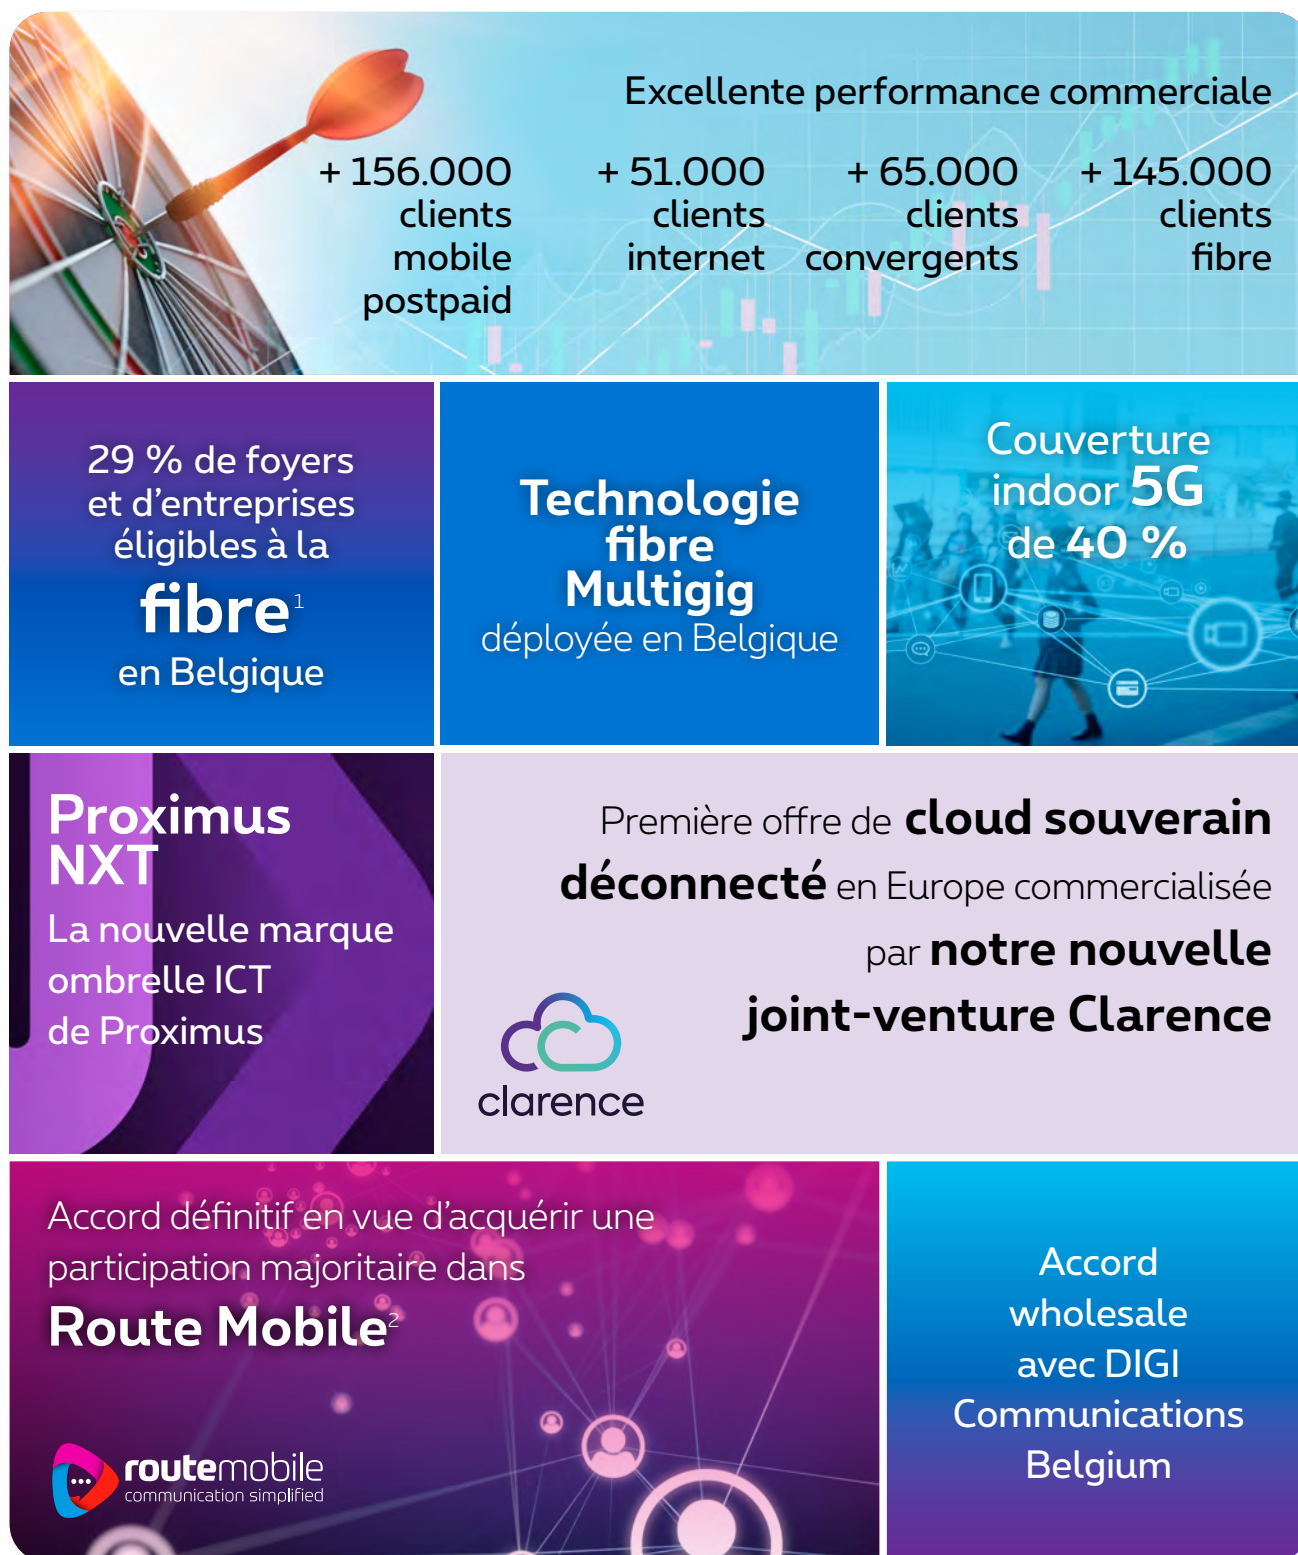 Excellente performance commerciale
+ 156.000
clients
mobile
postpaid
+ 51.000
clients
internet
+ 65.000
clients
convergents
+ 145.000
clients
fibre
29 % de foyers
et d'entreprises
éligibles à la
fibre¹
en Belgique
Technologie
fibre
Multigig
déployée en Belgique
Couverture
indoor 5G
de 40 %
Proximus
NXT
La nouvelle marque
ombrelle ICT
de Proximus
Première offre de cloud souverain
déconnecté en Europe commercialisée
par notre nouvelle
joint-venture Clarence
clarence
Accord définitif en vue d'acquérir une
participation majoritaire dans
Route Mobile²
routemobile
communication simplified
Accord
wholesale
avec DIGI
Communications
Belgium